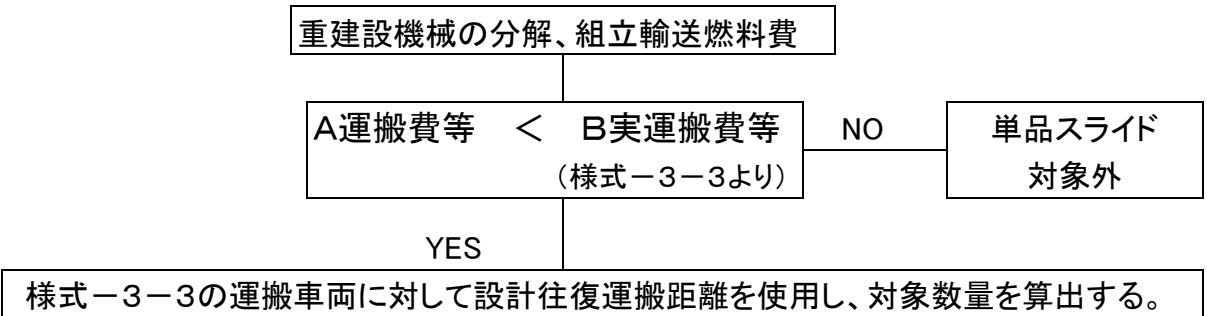 重建設機械の分解、組立輸送燃料費
A運搬費等　＜　B実運搬費等
（様式－3－3より）
NO
単品スライド
対象外
YES
様式－3－3の運搬車両に対して設計往復運搬距離を使用し、対象数量を算出する。